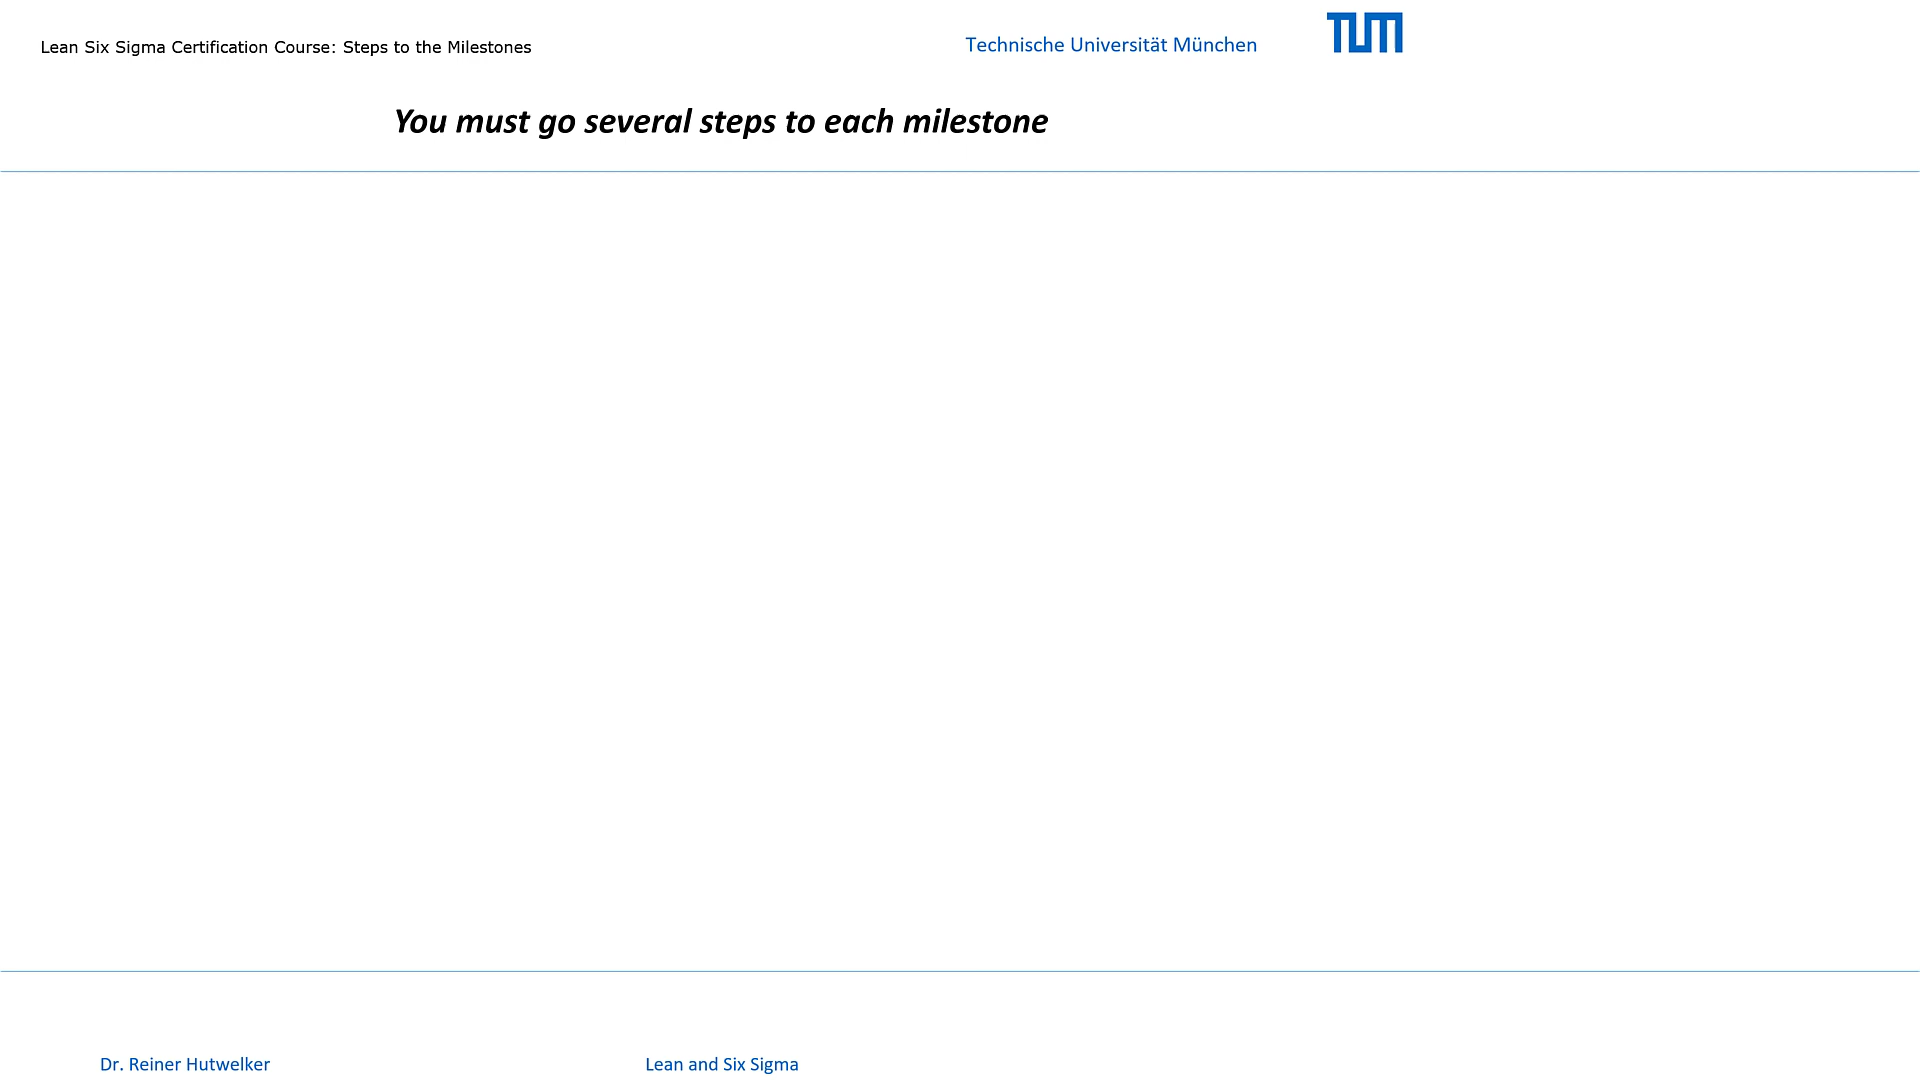 Lean Six Sigma Certification Course: Steps to the Milestones
Technische Universität München
TUM
You must go several steps to each milestone
Dr. Reiner Hutwelker
Lean and Six Sigma